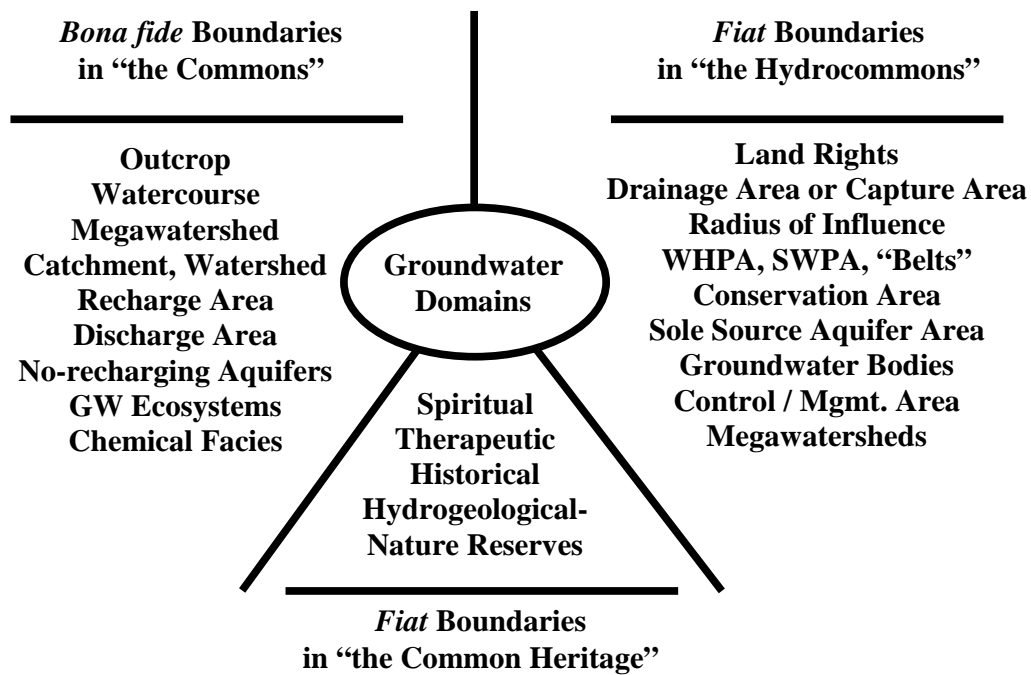 Bona fide Boundaries
in “the Commons”
Outcrop
Watercourse
Megawatershed
Catchment, Watershed
Recharge Area
Discharge Area
No-recharging Aquifers
GW Ecosystems
Chemical Facies
Groundwater
Domains
Fiat Boundaries
in “the Hydrocommons”
Land Rights
Drainage Area or Capture Area
Radius of Influence
WHPA, SWPA, “Belts”
Conservation Area
Sole Source Aquifer Area
Groundwater Bodies
Control / Mgmt. Area
Megawatersheds
Spiritual
Therapeutic
Historical
Hydrogeological-
Nature Reserves
Fiat Boundaries
in “the Common Heritage”